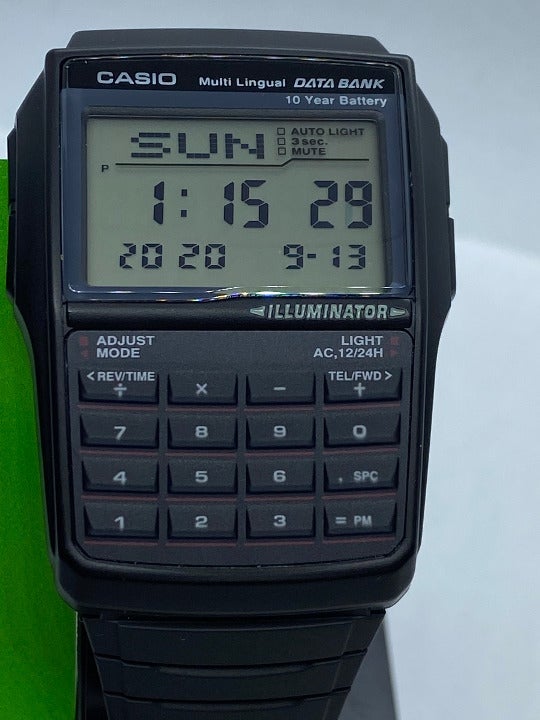 CASIO Multi Lingual DATA BANK
10 Year Battery
SUN
AUTO LIGHT
3 sec.
MUTE
P
1:15 29
20 20 9-13
ILLUMINATOR
ADJUST LIGHT
MODE AC,12/24H
<REV/TIME TEL/FWD>
÷ × − +
7 8 9 0
4 5 6 . SPC
1 2 3 = PM